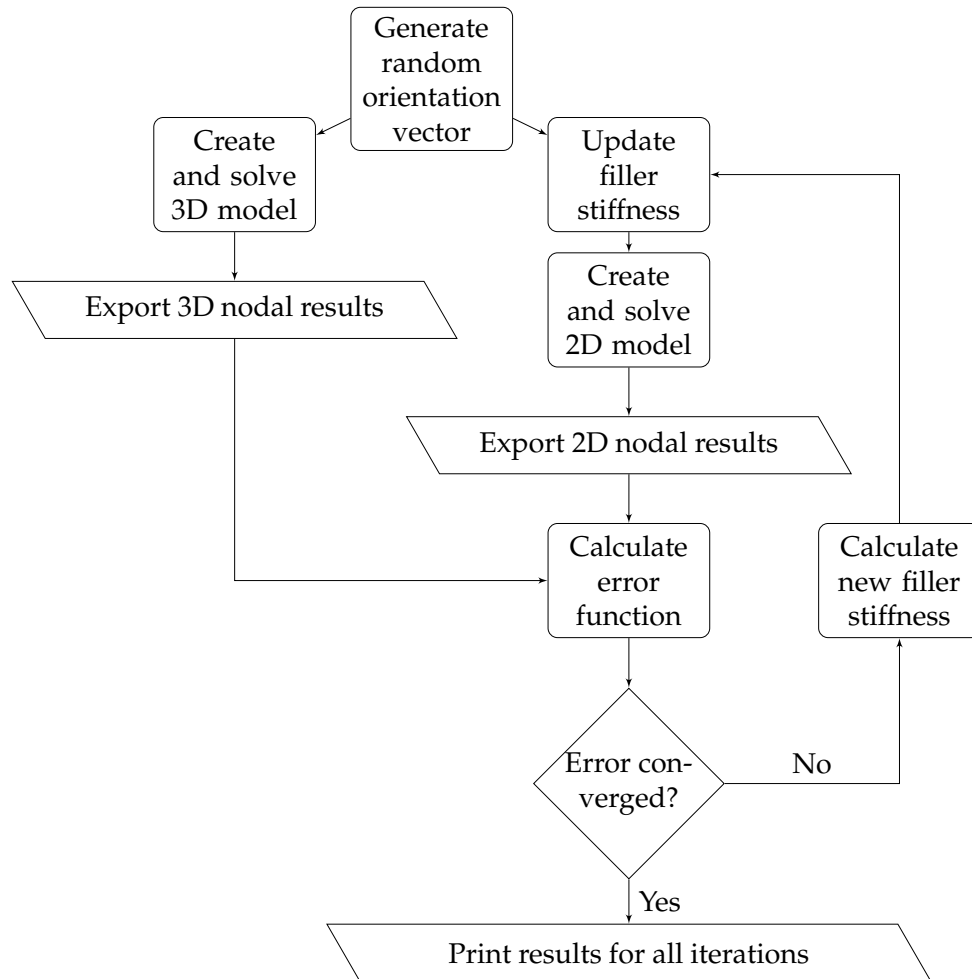 Generate
random
orientation
vector
Create
and solve
3D model
Update
filler
stiffness
Export 3D nodal results
Create
and solve
2D model
Export 2D nodal results
Calculate
error
function
Calculate
new filler
stiffness
Error con-
verged?
No
Yes
Print results for all iterations